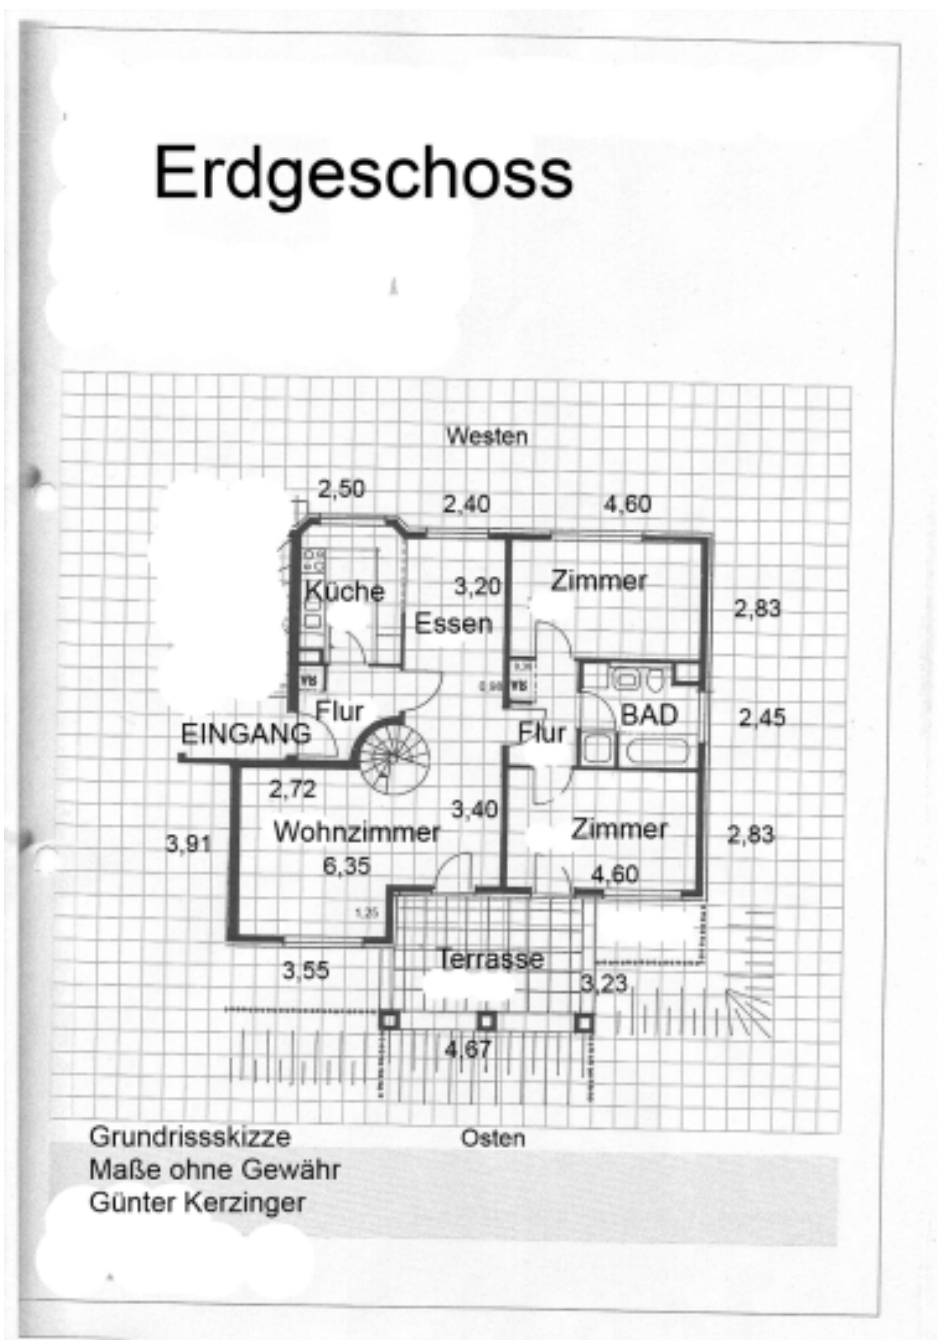 Erdgeschoss
Westen
2,50
2,40
4,60
Küche
3,20
Zimmer
Essen
2,83
0,98
Flur
Flur
BAD
2,45
EINGANG
2,72
3,40
3,91
Wohnzimmer
Zimmer
2,83
6,35
4,60
1,25
Terrasse
3,55
3,23
4,67
Grundrissskizze
Osten
Maße ohne Gewähr
Günter Kerzinger